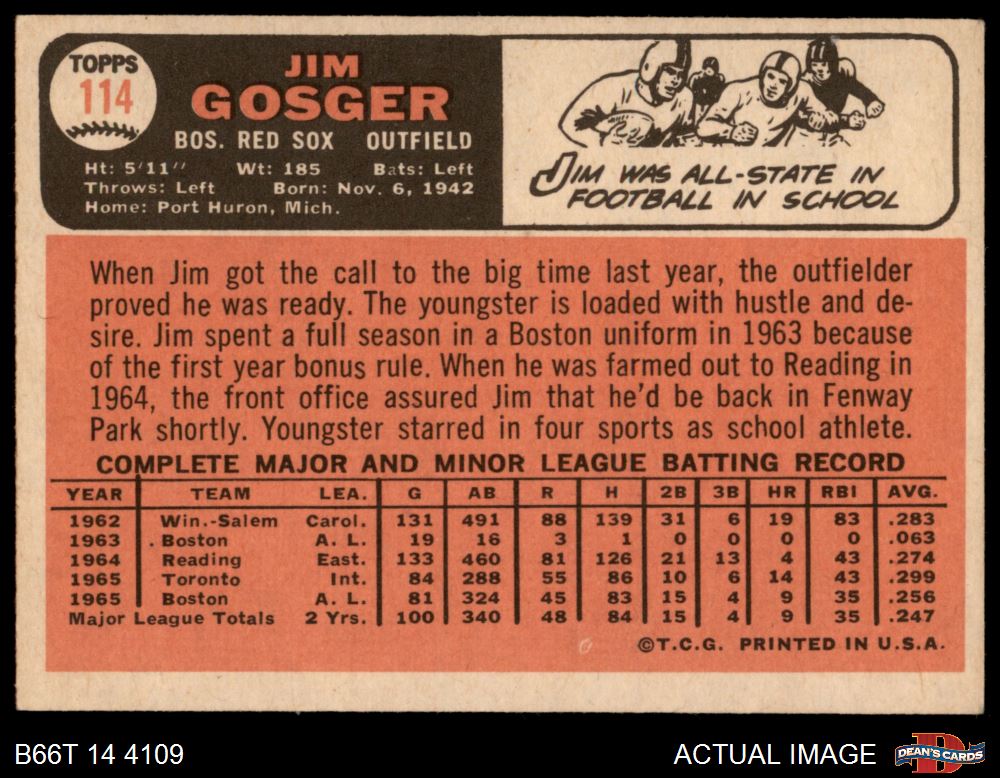 TOPPS
114
JIM
GOSGER
BOS. RED SOX OUTFIELD
Ht: 5'11" Wt: 185 Bats: Left
Throws: Left Born: Nov. 6, 1942
Home: Port Huron, Mich.
JIM WAS ALL-STATE IN
FOOTBALL IN SCHOOL
When Jim got the call to the big time last year, the outfielder
proved he was ready. The youngster is loaded with hustle and de-
sire. Jim spent a full season in a Boston uniform in 1963 because
of the first year bonus rule. When he was farmed out to Reading in
1964, the front office assured Jim that he'd be back in Fenway
Park shortly. Youngster starred in four sports as school athlete.
COMPLETE MAJOR AND MINOR LEAGUE BATTING RECORD
YEAR TEAM LEA. G AB R H 2B 3B HR RBI AVG.
1962 Win.-Salem Carol. 131 491 88 139 31 6 19 83 .283
1963 Boston A. L. 19 16 3 1 0 0 0 0 .063
1964 Reading East. 133 460 81 126 21 13 4 43 .274
1965 Toronto Int. 84 288 55 86 10 6 14 43 .299
1965 Boston A. L. 81 324 45 83 15 4 9 35 .256
Major League Totals 2 Yrs. 100 340 48 84 15 4 9 35 .247
©T.C.G. PRINTED IN U.S.A.
B66T 14 4109
ACTUAL IMAGE
DEAN'S CARDS